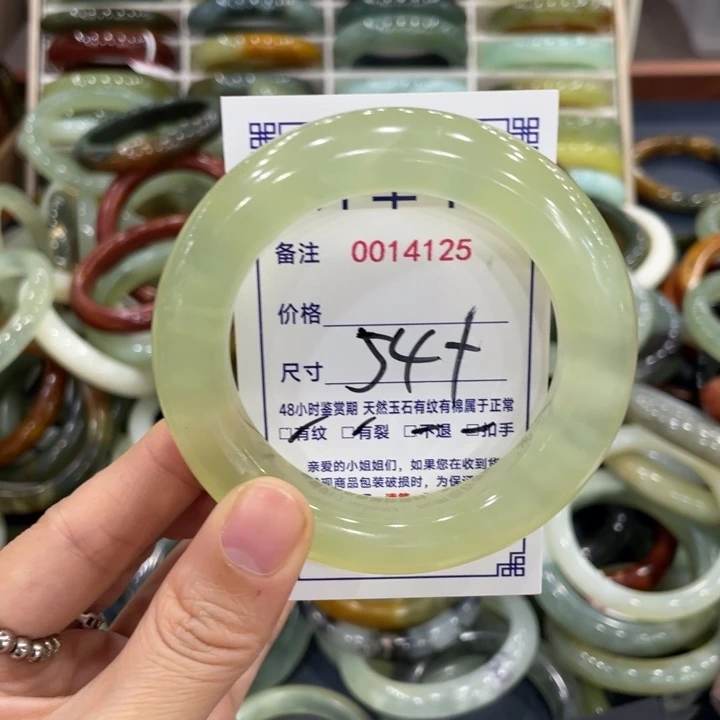 备注 0014125
价格
尺寸 54+
48小时鉴赏期 天然玉石有纹有棉属于正常
□有纹 □有裂 □不退 □扣手
亲爱的小姐姐们，如果您在收到货
现商品包装破损时，为保证